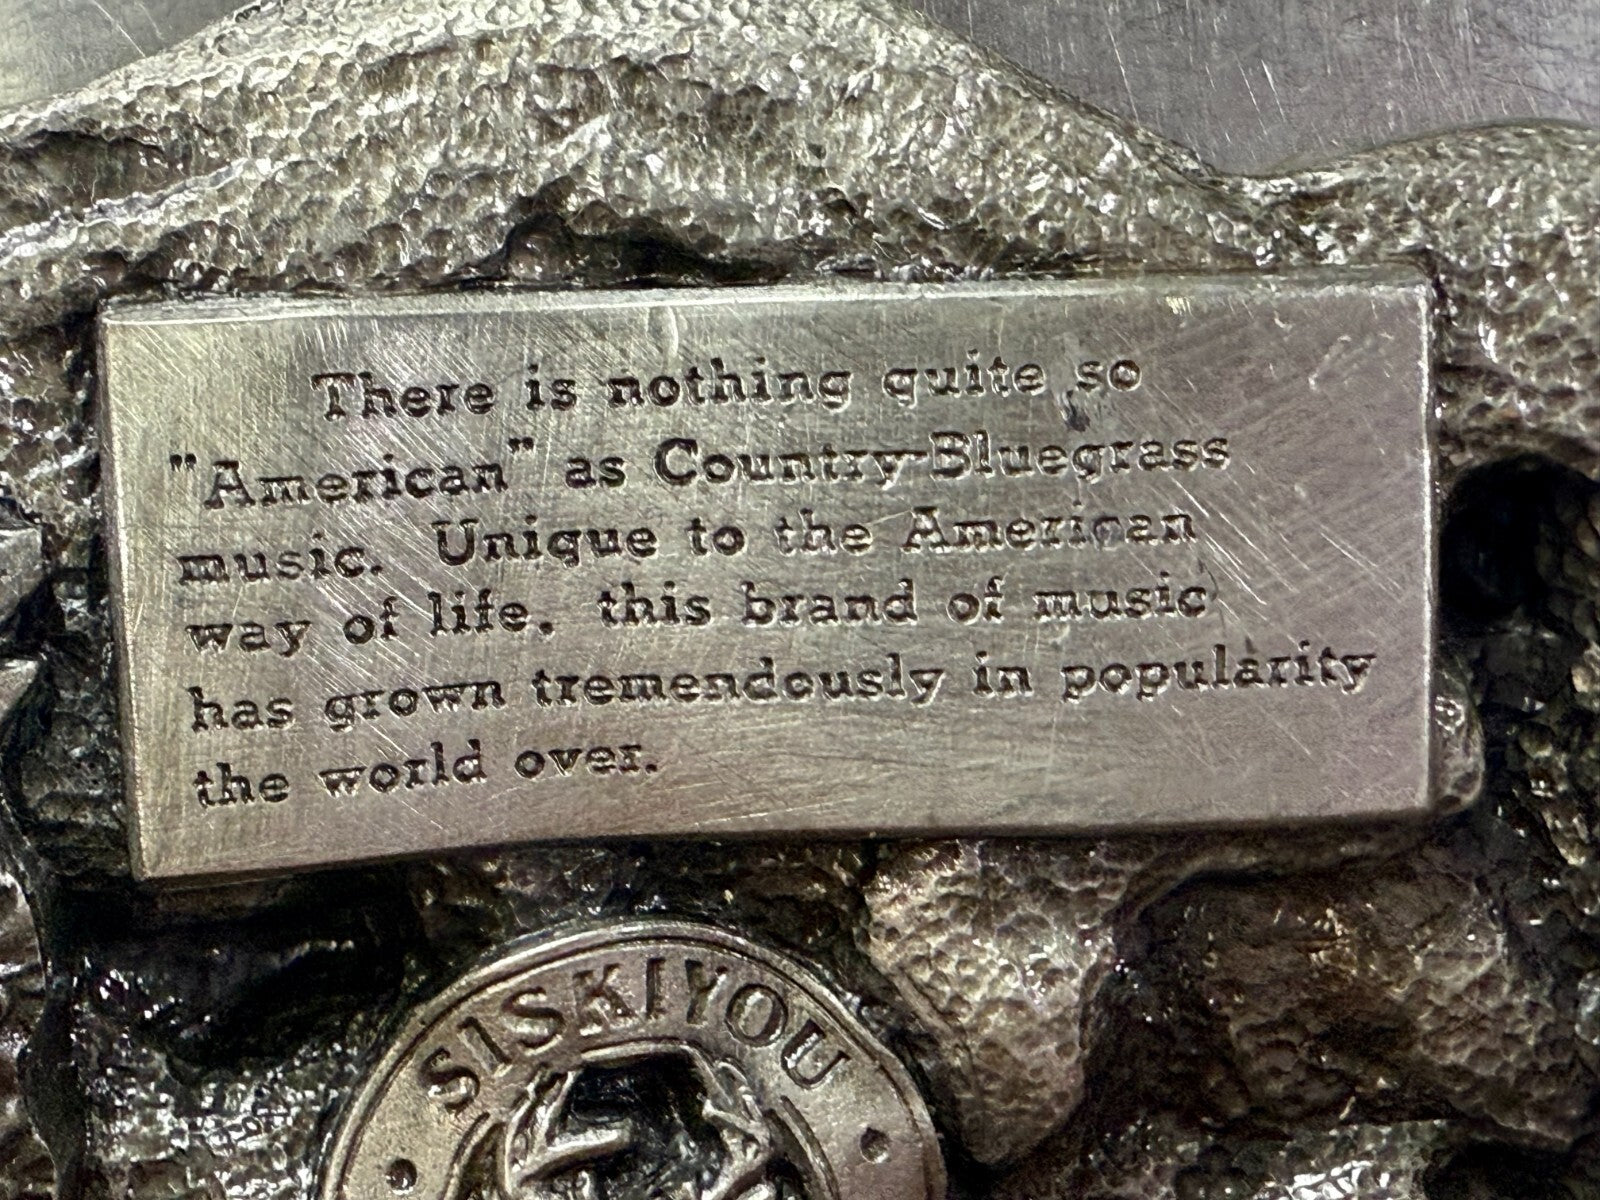 There is nothing quite so
"American" as Country-Bluegrass
music. Unique to the American
way of life, this brand of music
has grown tremendously in popularity
the world over.
SISKIYOU